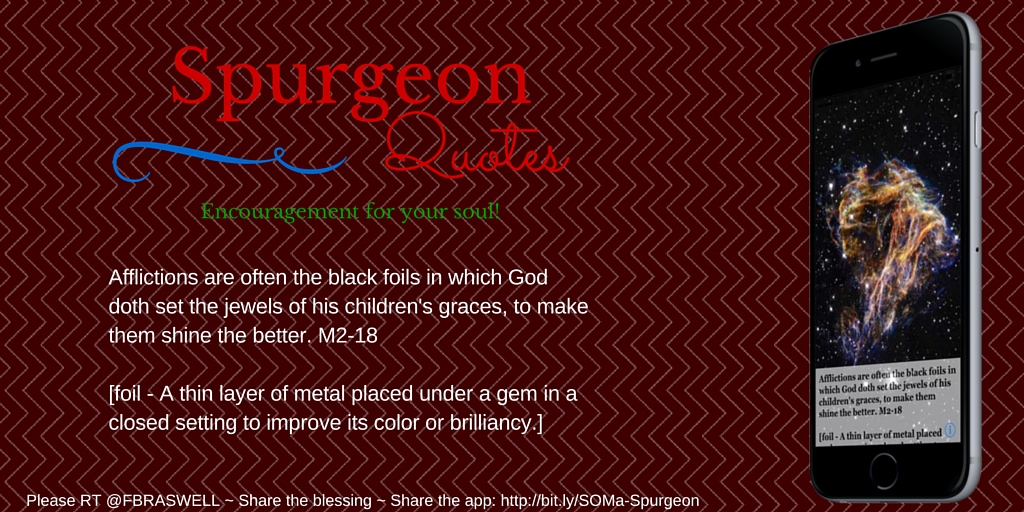 Spurgeon
Quotes
Encouragement for your soul!
Afflictions are often the black foils in which God
doth set the jewels of his children's graces, to make
them shine the better. M2-18
[foil - A thin layer of metal placed under a gem in a
closed setting to improve its color or brilliancy.]
Please RT @FBRASWELL ~ Share the blessing ~ Share the app: http://bit.ly/SOMa-Spurgeon
Afflictions are often the black foils in
which God doth set the jewels of his
children's graces, to make them
shine the better. M2-18
[foil - A thin layer of metal placed